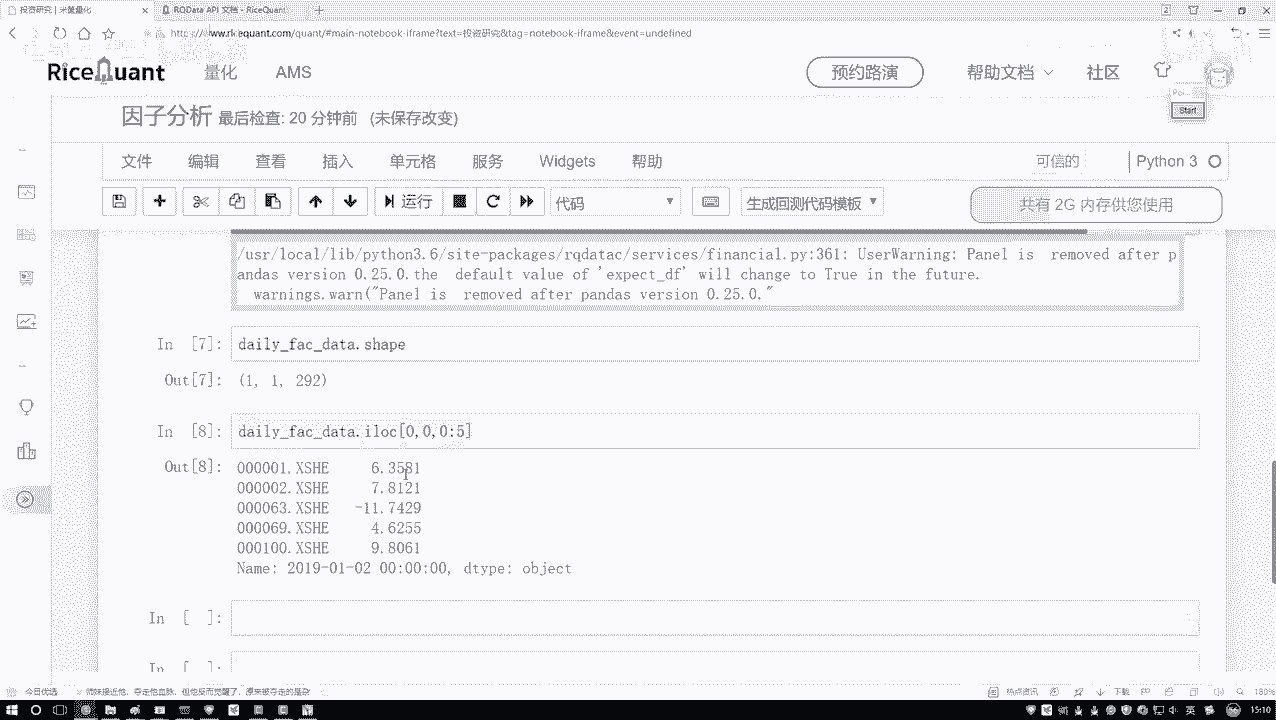 投资研究 | 米筐量化
RQData API 文档 - RiceQuant
ww.ricequant.com/quant/#main-notebook-iframe?text=投资研究&tag=notebook-iframe&event=undefined
RiceQuant 量化 AMS 预约路演 帮助文档 社区
Start
因子分析 最后检查: 20 分钟前 (未保存改变)
文件 编辑 查看 插入 单元格 服务 Widgets 帮助 可信的 Python 3
运行 代码 生成回测代码模板 共有 2G 内存供您使用
/usr/local/lib/python3.6/site-packages/rqdatac/services/financial.py:361: UserWarning: Panel is removed after p
andas version 0.25.0.the default value of 'expect_df' will change to True in the future.
warnings.warn("Panel is removed after pandas version 0.25.0."
In [7]: daily_fac_data.shape
Out[7]: (1, 1, 292)
In [8]: daily_fac_data.iloc[0,0,0:5]
Out[8]: 000001.XSHE 6.3581
000002.XSHE 7.8121
000063.XSHE -11.7429
000069.XSHE 4.6255
000100.XSHE 9.8061
Name: 2019-01-02 00:00:00, dtype: object
In [ ]:
In [ ]:
今日优选 热点资讯 下载 180%
英 15:10